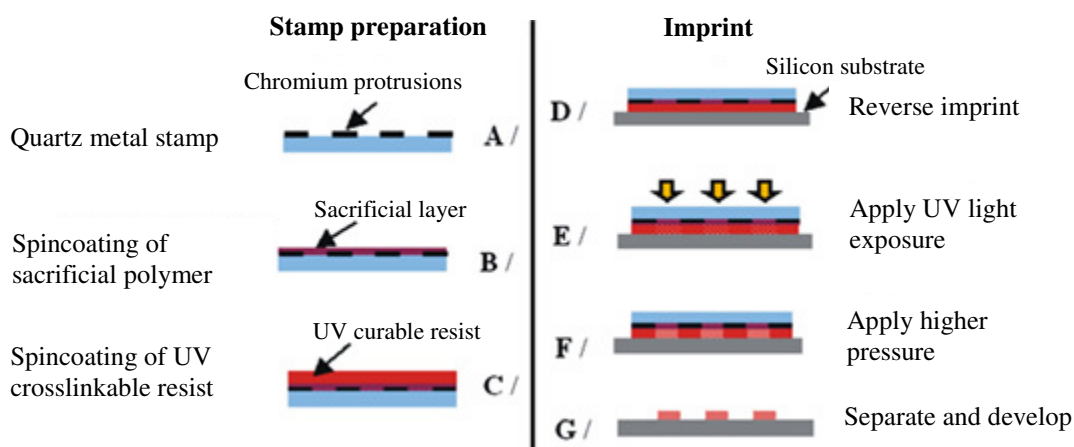 Stamp preparation
Chromium protrusions
Quartz metal stamp
A /
Sacrificial layer
Spincoating of
sacrificial polymer
B /
UV curable resist
Spincoating of UV
crosslinkable resist
C /
Imprint
Silicon substrate
D /
Reverse imprint
E /
Apply UV light
exposure
F /
Apply higher
pressure
G /
Separate and develop